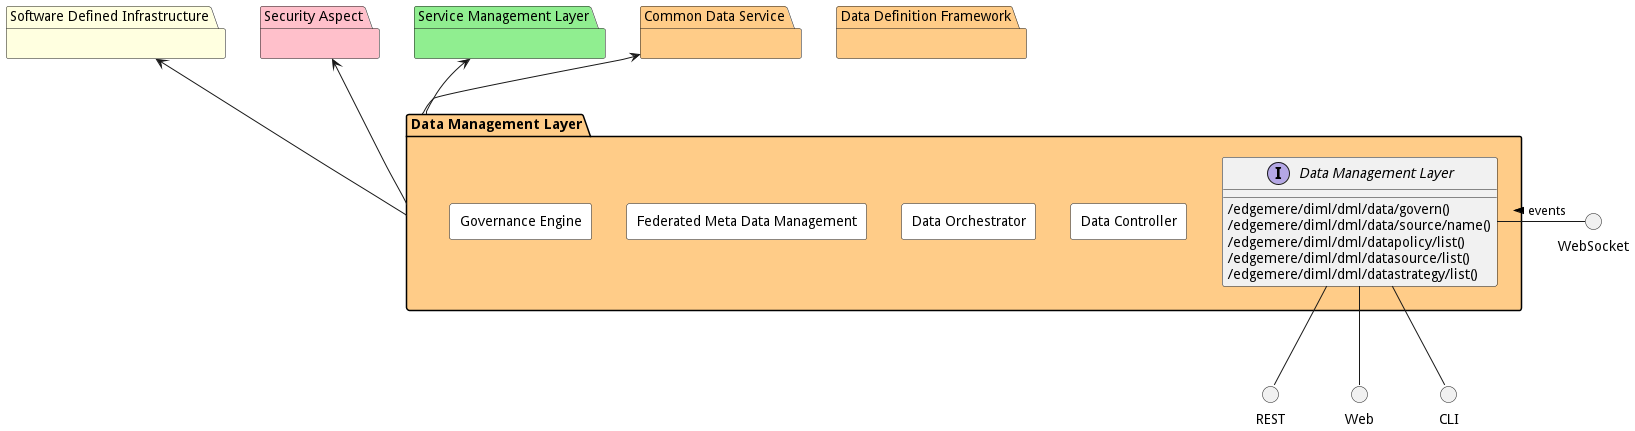 Software Defined Infrastructure
Security Aspect
Service Management Layer
Common Data Service
Data Definition Framework
Data Management Layer
Governance Engine
Federated Meta Data Management
Data Orchestrator
Data Controller
I Data Management Layer
/edgemere/diml/dml/data/govern()
/edgemere/diml/dml/data/source/name()
/edgemere/diml/dml/datapolicy/list()
/edgemere/diml/dml/datasource/list()
/edgemere/diml/dml/datastrategy/list()
events
WebSocket
REST
Web
CLI